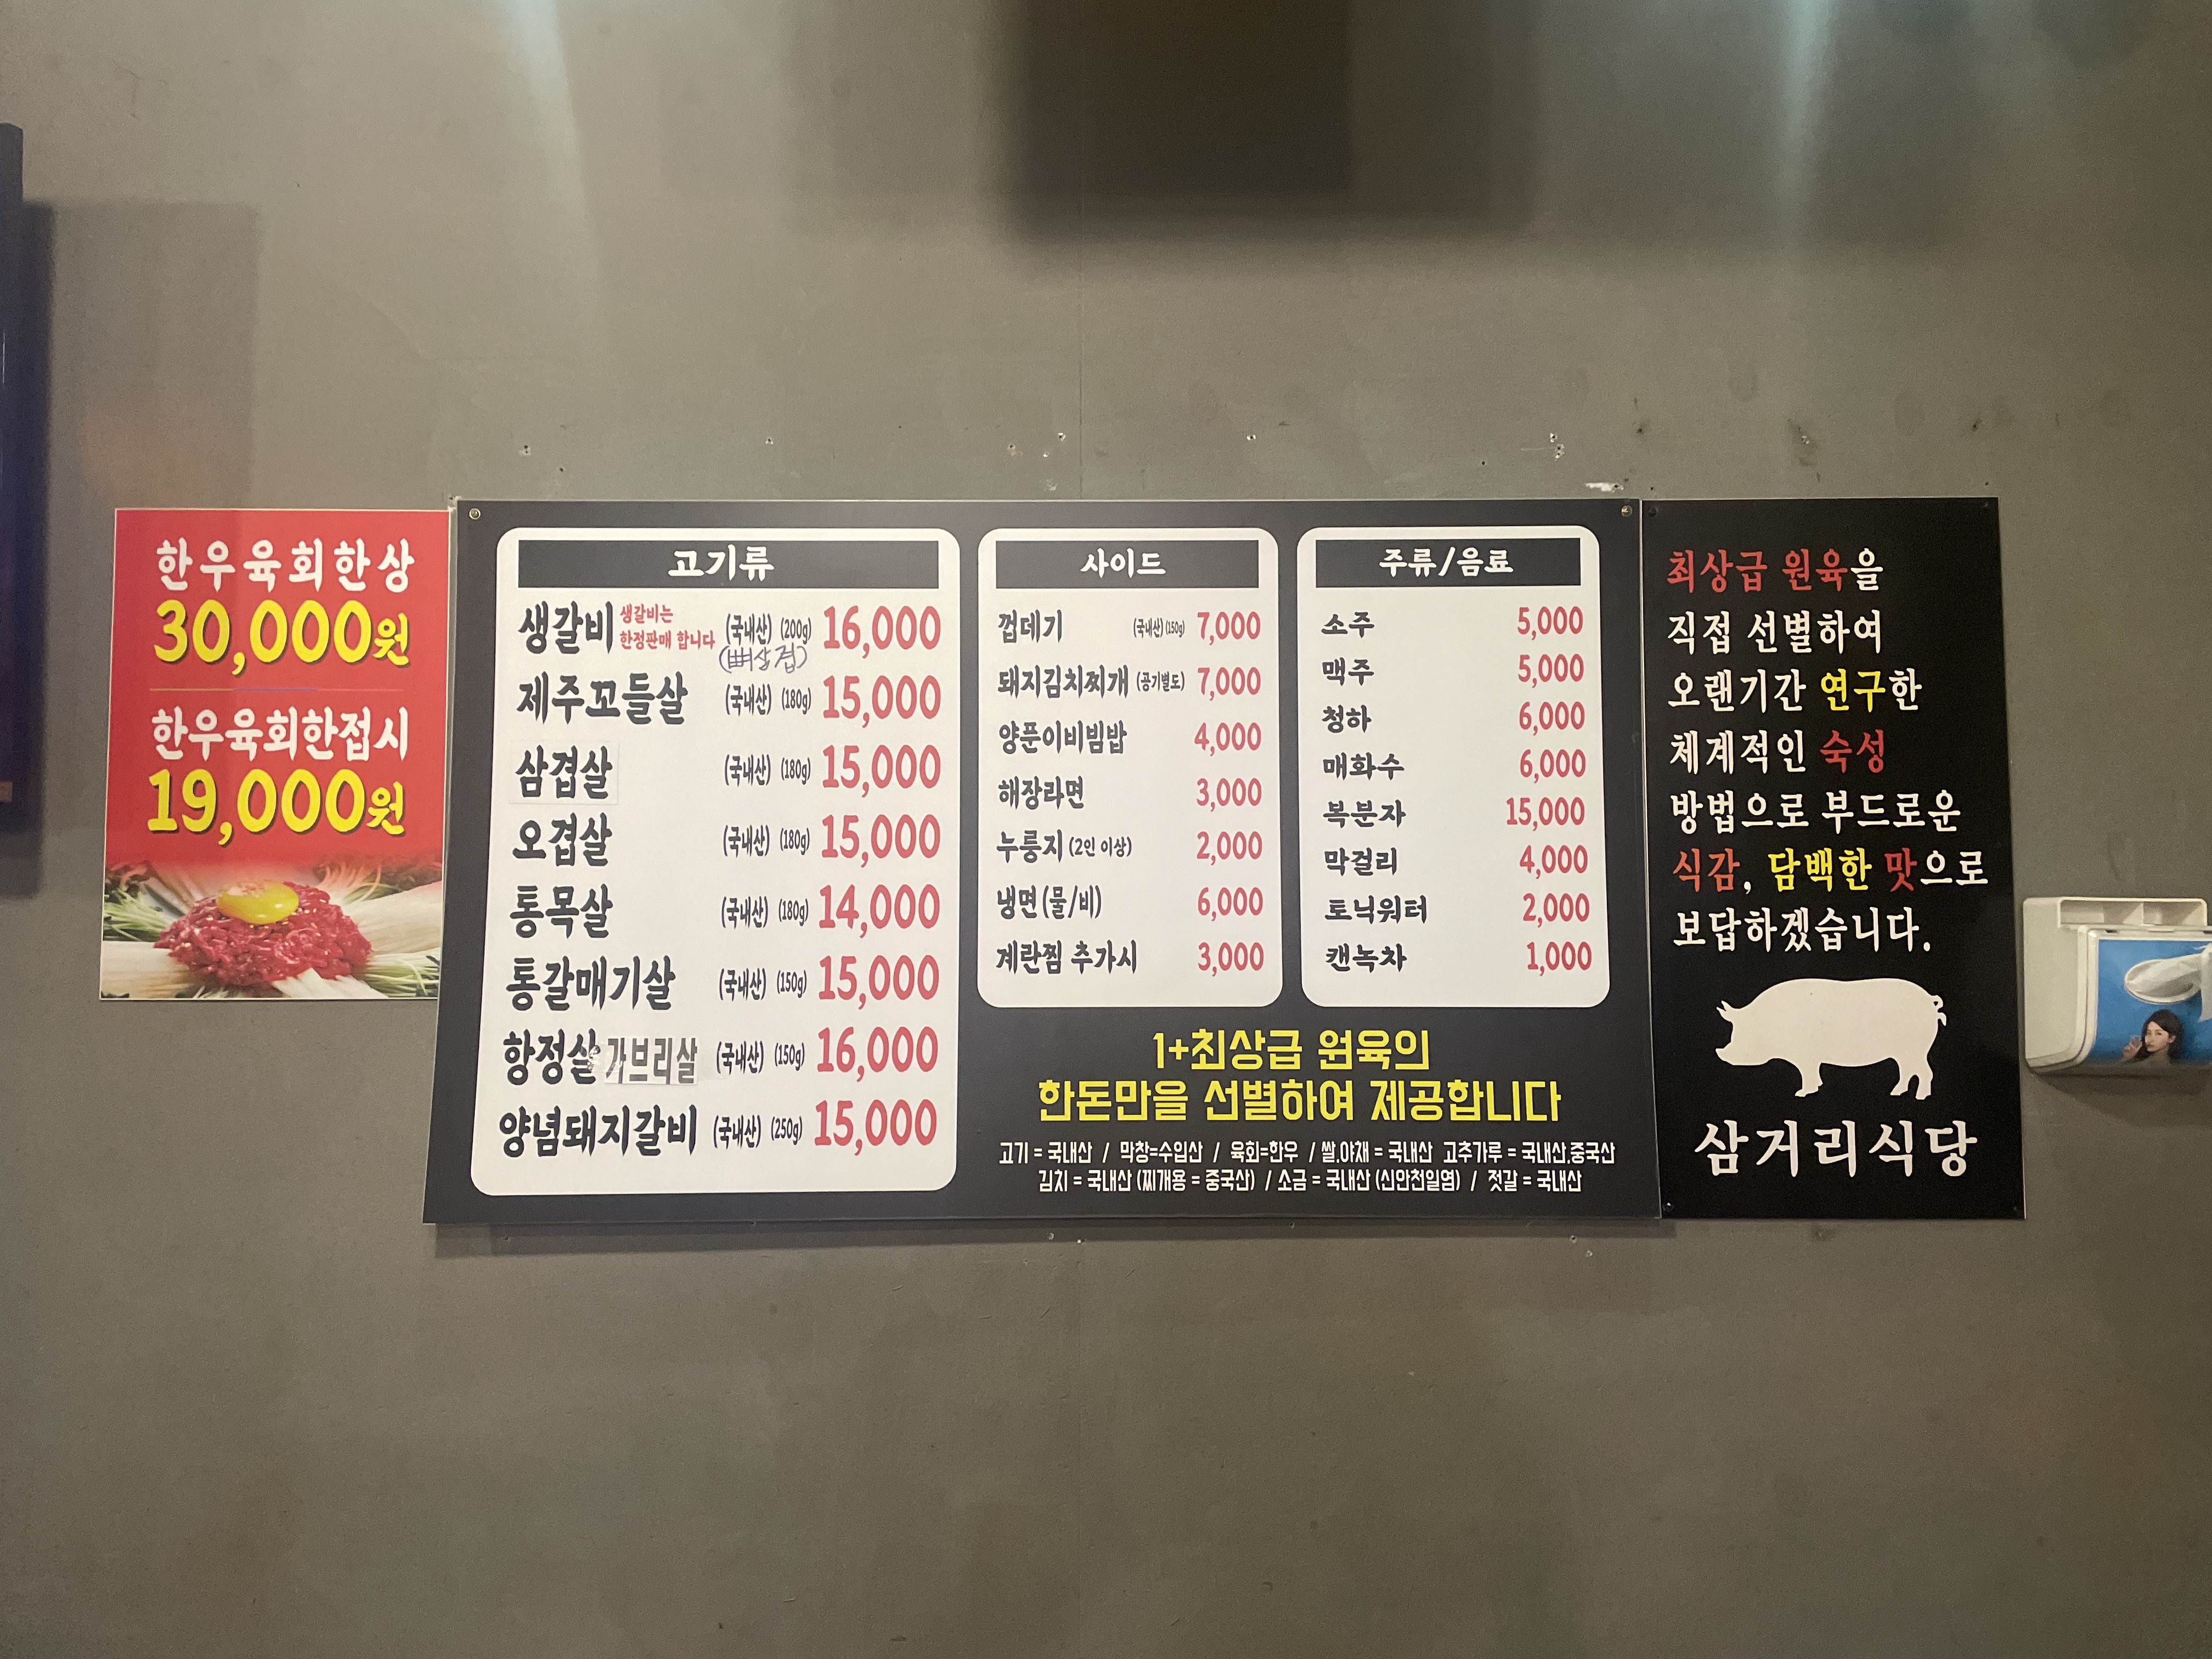 한우육회한상
30,000원
한우육회한접시
19,000원
고기류
생갈비 생갈비는 한정판매 합니다 (국내산) (200g) 16,000
(뼈삼겹)
제주꼬들살 (국내산) (180g) 15,000
삼겹살 (국내산) (180g) 15,000
오겹살 (국내산) (180g) 15,000
통목살 (국내산) (180g) 14,000
통갈매기살 (국내산) (150g) 15,000
항정살 가브리살 (국내산) (150g) 16,000
양념돼지갈비 (국내산) (250g) 15,000
사이드
껍데기 (국내산) (150g) 7,000
돼지김치찌개 (공기별도) 7,000
양푼이비빔밥 4,000
해장라면 3,000
누룽지 (2인 이상) 2,000
냉면 (물/비) 6,000
계란찜 추가시 3,000
주류/음료
소주 5,000
맥주 5,000
청하 6,000
매화수 6,000
복분자 15,000
막걸리 4,000
토닉워터 2,000
캔녹차 1,000
1+최상급 원육의
한돈만을 선별하여 제공합니다
고기 = 국내산 / 막창=수입산 / 육회=한우 / 쌀.야채 = 국내산 고추가루 = 국내산,중국산
김치 = 국내산 (찌개용 = 중국산) / 소금 = 국내산 (신안천일염) / 젓갈 = 국내산
최상급 원육을
직접 선별하여
오랜기간 연구한
체계적인 숙성
방법으로 부드로운
식감, 담백한 맛으로
보답하겠습니다.
삼거리식당